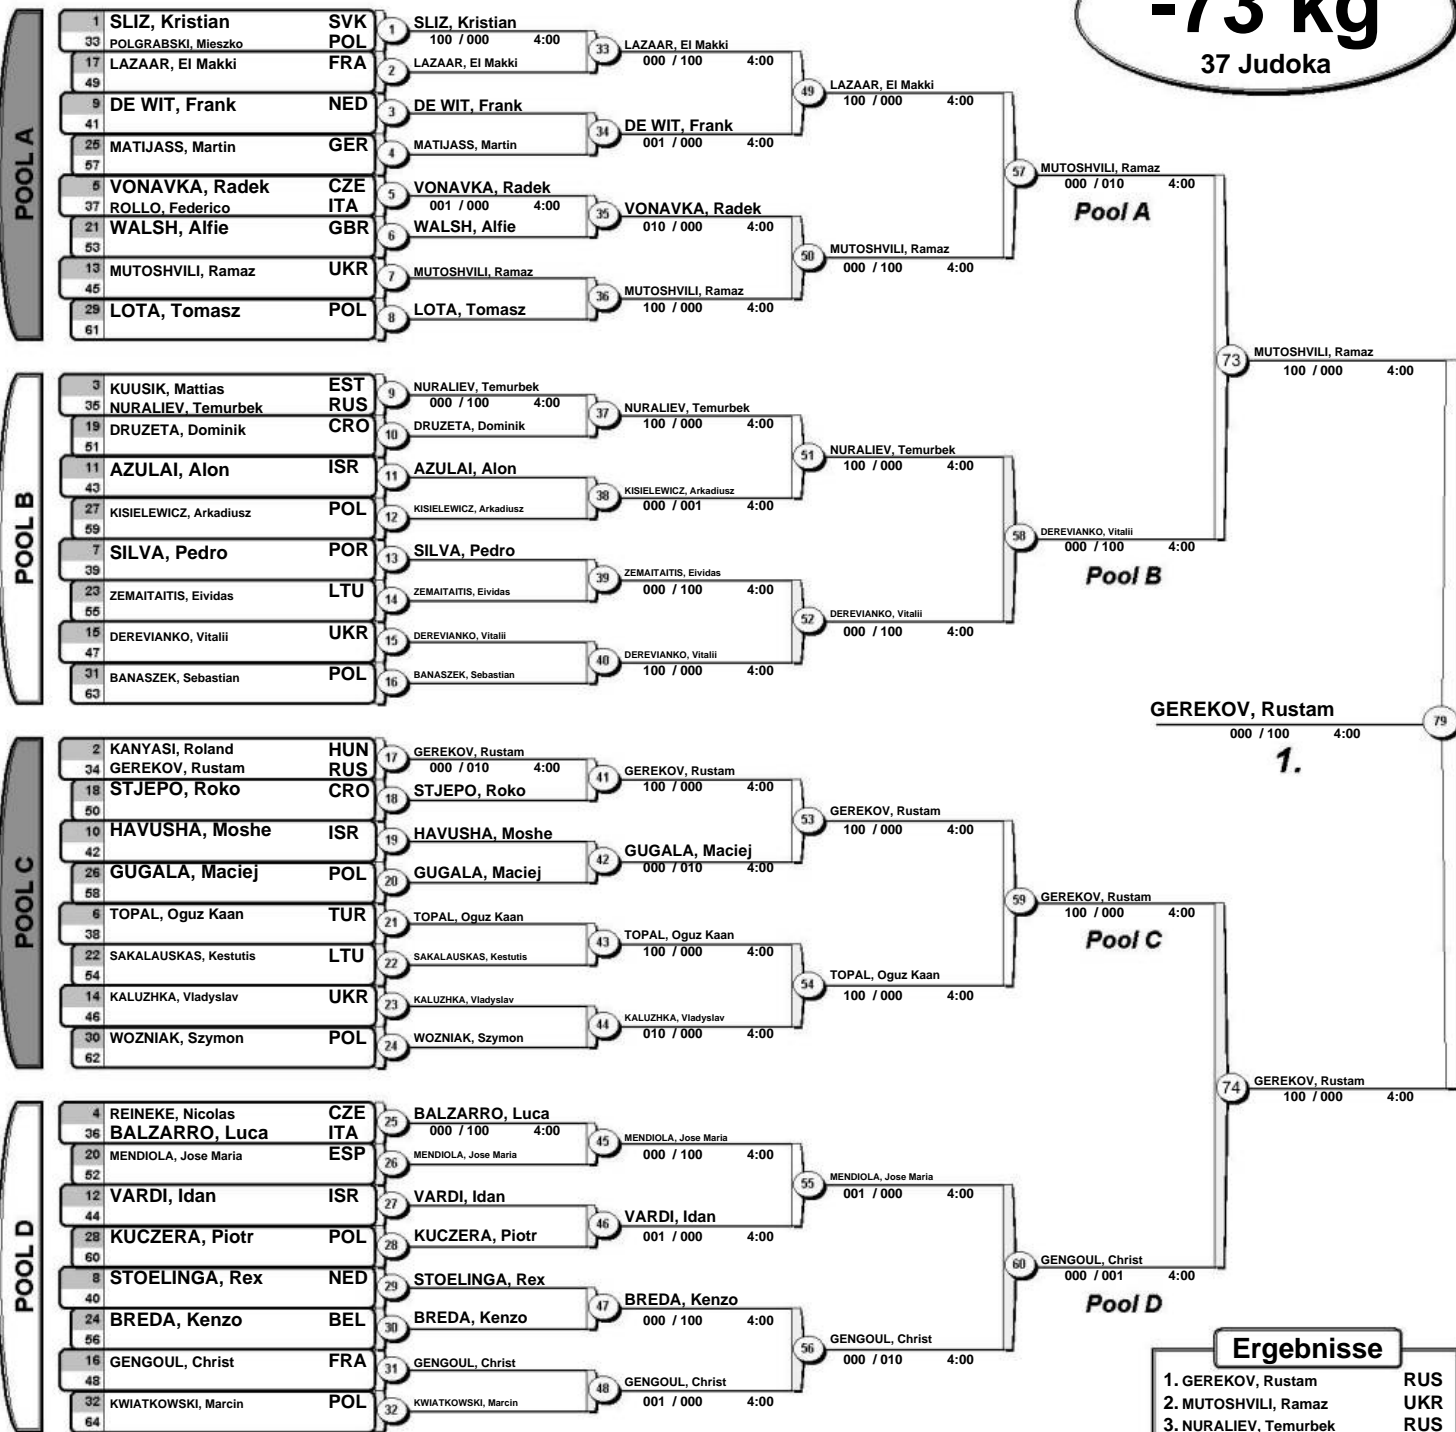 -73 kg
37 Judoka
POOL A
1 SLIZ, Kristian SVK
33 POLGRABSKI, Mieszko POL
17 LAZAAR, El Makki FRA
49
9 DE WIT, Frank NED
41
25 MATIJASS, Martin GER
57
5 VONAVKA, Radek CZE
37 ROLLO, Federico ITA
21 WALSH, Alfie GBR
53
13 MUTOSHVILI, Ramaz UKR
45
29 LOTA, Tomasz POL
61
1 SLIZ, Kristian
100 / 000 4:00
2 LAZAAR, El Makki
3 DE WIT, Frank
4 MATIJASS, Martin
5 VONAVKA, Radek
001 / 000 4:00
6 WALSH, Alfie
7 MUTOSHVILI, Ramaz
8 LOTA, Tomasz
33 LAZAAR, El Makki
000 / 100 4:00
34 DE WIT, Frank
001 / 000 4:00
35 VONAVKA, Radek
010 / 000 4:00
36 MUTOSHVILI, Ramaz
100 / 000 4:00
49 LAZAAR, El Makki
100 / 000 4:00
50 MUTOSHVILI, Ramaz
000 / 100 4:00
57 MUTOSHVILI, Ramaz
000 / 010 4:00
Pool A
POOL B
3 KUUSIK, Mattias EST
35 NURALIEV, Temurbek RUS
19 DRUZETA, Dominik CRO
51
11 AZULAI, Alon ISR
43
27 KISIELEWICZ, Arkadiusz POL
59
7 SILVA, Pedro POR
39
23 ZEMAITAITIS, Eividas LTU
55
15 DEREVIANKO, Vitalii UKR
47
31 BANASZEK, Sebastian POL
63
9 NURALIEV, Temurbek
000 / 100 4:00
10 DRUZETA, Dominik
11 AZULAI, Alon
12 KISIELEWICZ, Arkadiusz
13 SILVA, Pedro
14 ZEMAITAITIS, Eividas
15 DEREVIANKO, Vitalii
16 BANASZEK, Sebastian
37 NURALIEV, Temurbek
100 / 000 4:00
38 KISIELEWICZ, Arkadiusz
000 / 001 4:00
39 ZEMAITAITIS, Eividas
000 / 100 4:00
40 DEREVIANKO, Vitalii
100 / 000 4:00
51 NURALIEV, Temurbek
100 / 000 4:00
52 DEREVIANKO, Vitalii
000 / 100 4:00
58 DEREVIANKO, Vitalii
000 / 100 4:00
Pool B
73 MUTOSHVILI, Ramaz
100 / 000 4:00
GEREKOV, Rustam 79
000 / 100 4:00
1.
POOL C
2 KANYASI, Roland HUN
34 GEREKOV, Rustam RUS
18 STJEPO, Roko CRO
50
10 HAVUSHA, Moshe ISR
42
26 GUGALA, Maciej POL
58
6 TOPAL, Oguz Kaan TUR
38
22 SAKALAUSKAS, Kestutis LTU
54
14 KALUZHKA, Vladyslav UKR
46
30 WOZNIAK, Szymon POL
62
17 GEREKOV, Rustam
000 / 010 4:00
18 STJEPO, Roko
19 HAVUSHA, Moshe
20 GUGALA, Maciej
21 TOPAL, Oguz Kaan
22 SAKALAUSKAS, Kestutis
23 KALUZHKA, Vladyslav
24 WOZNIAK, Szymon
41 GEREKOV, Rustam
100 / 000 4:00
42 GUGALA, Maciej
000 / 010 4:00
43 TOPAL, Oguz Kaan
100 / 000 4:00
44 KALUZHKA, Vladyslav
010 / 000 4:00
53 GEREKOV, Rustam
100 / 000 4:00
54 TOPAL, Oguz Kaan
100 / 000 4:00
59 GEREKOV, Rustam
100 / 000 4:00
Pool C
74 GEREKOV, Rustam
100 / 000 4:00
POOL D
4 REINEKE, Nicolas CZE
36 BALZARRO, Luca ITA
20 MENDIOLA, Jose Maria ESP
52
12 VARDI, Idan ISR
44
28 KUCZERA, Piotr POL
60
8 STOELINGA, Rex NED
40
24 BREDA, Kenzo BEL
56
16 GENGOUL, Christ FRA
48
32 KWIATKOWSKI, Marcin POL
64
25 BALZARRO, Luca
000 / 100 4:00
26 MENDIOLA, Jose Maria
27 VARDI, Idan
28 KUCZERA, Piotr
29 STOELINGA, Rex
30 BREDA, Kenzo
31 GENGOUL, Christ
32 KWIATKOWSKI, Marcin
45 MENDIOLA, Jose Maria
000 / 100 4:00
46 VARDI, Idan
001 / 000 4:00
47 BREDA, Kenzo
000 / 100 4:00
48 GENGOUL, Christ
001 / 000 4:00
55 MENDIOLA, Jose Maria
001 / 000 4:00
56 GENGOUL, Christ
000 / 010 4:00
60 GENGOUL, Christ
000 / 001 4:00
Pool D
Ergebnisse
1. GEREKOV, Rustam RUS
2. MUTOSHVILI, Ramaz UKR
3. NURALIEV, Temurbek RUS